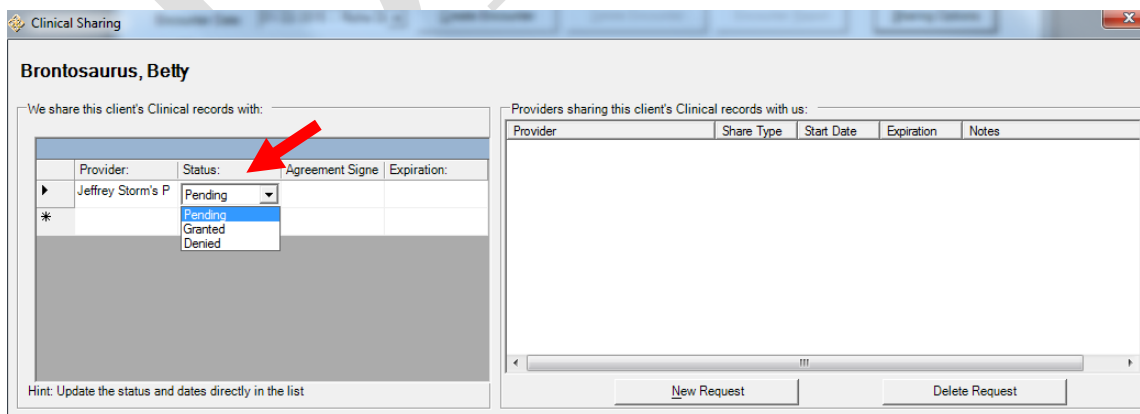 Clinical Sharing
Brontosaurus, Betty
We share this client's Clinical records with:
Provider: Status: Agreement Signe Expiration:
Jeffrey Storm's P Pending
Pending
Granted
Denied
Hint: Update the status and dates directly in the list
Providers sharing this client's Clinical records with us:
Provider Share Type Start Date Expiration Notes
New Request Delete Request